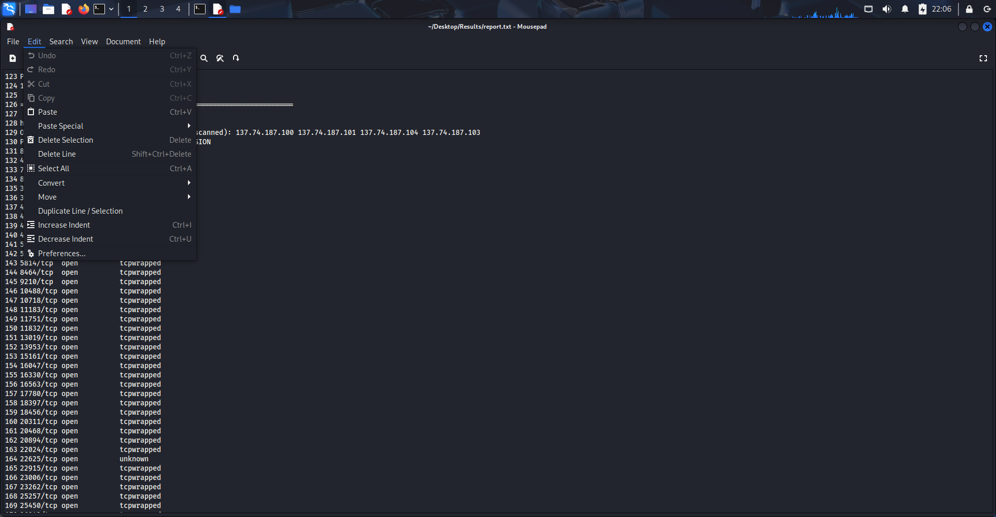 1 2 3 4 22:06
~/Desktop/Results/report.txt - Mousepad
File Edit Search View Document Help
Undo Ctrl+Z
Redo Ctrl+Y
Cut Ctrl+X
Copy Ctrl+C
Paste Ctrl+V
Paste Special
Delete Selection Delete
Delete Line Shift+Ctrl+Delete
Select All Ctrl+A
Convert
Move
Duplicate Line / Selection
Increase Indent Ctrl+I
Decrease Indent Ctrl+U
Preferences...
123 P
124 1
125
126 =
127
128 h
129 O scanned): 137.74.187.100 137.74.187.101 137.74.187.104 137.74.187.103
130 P SION
131 8
132 4
133 7
134 8
135 3
136 3
137 4
138 4
139 4
140 4
141 5
142 5
143 5814/tcp open tcpwrapped
144 8464/tcp open tcpwrapped
145 9210/tcp open tcpwrapped
146 10488/tcp open tcpwrapped
147 10718/tcp open tcpwrapped
148 11183/tcp open tcpwrapped
149 11751/tcp open tcpwrapped
150 11832/tcp open tcpwrapped
151 13019/tcp open tcpwrapped
152 13953/tcp open tcpwrapped
153 15161/tcp open tcpwrapped
154 16047/tcp open tcpwrapped
155 16330/tcp open tcpwrapped
156 16563/tcp open tcpwrapped
157 17780/tcp open tcpwrapped
158 18397/tcp open tcpwrapped
159 18456/tcp open tcpwrapped
160 20311/tcp open tcpwrapped
161 20468/tcp open tcpwrapped
162 20894/tcp open tcpwrapped
163 22024/tcp open tcpwrapped
164 22625/tcp open unknown
165 22915/tcp open tcpwrapped
166 23006/tcp open tcpwrapped
167 23262/tcp open tcpwrapped
168 25257/tcp open tcpwrapped
169 25450/tcp open tcpwrapped